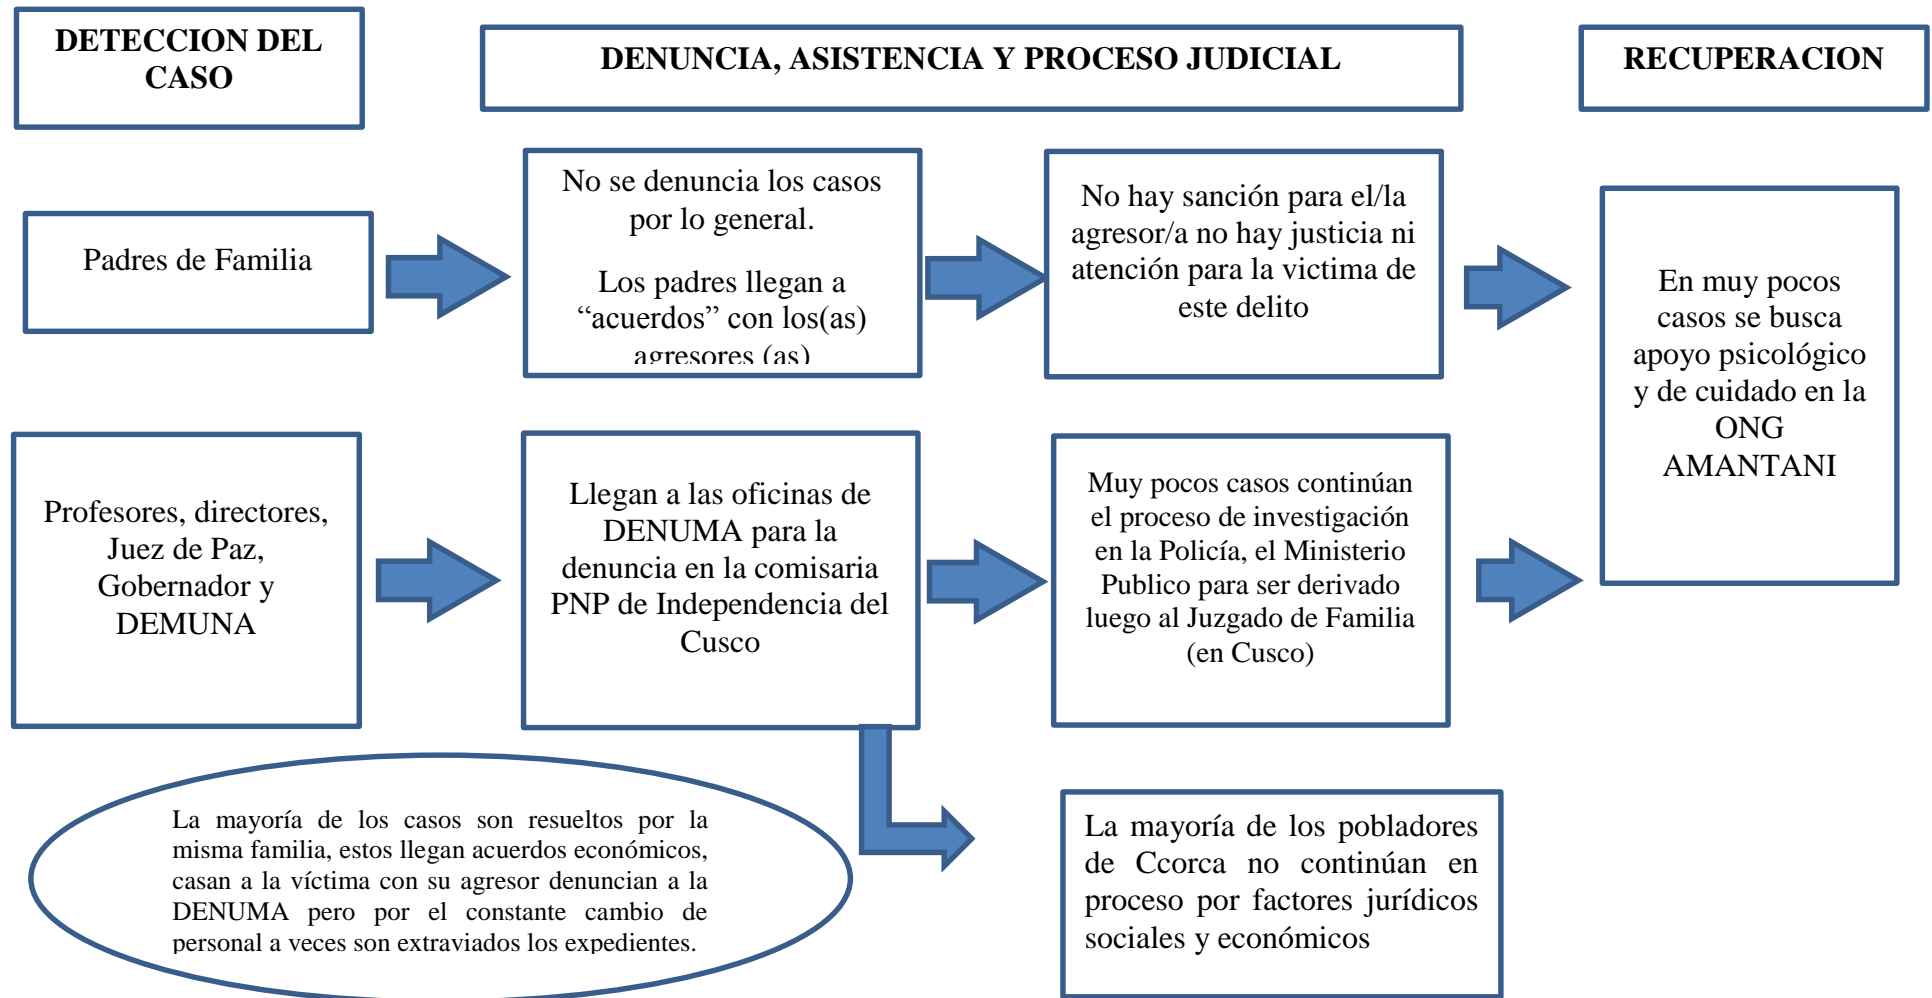 DETECCION DEL
CASO
DENUNCIA, ASISTENCIA Y PROCESO JUDICIAL
RECUPERACION
Padres de Familia
No se denuncia los casos
por lo general.
Los padres llegan a
“acuerdos” con los(as)
agresores (as)
No hay sanción para el/la
agresor/a no hay justicia ni
atención para la victima de
este delito
En muy pocos
casos se busca
apoyo psicológico
y de cuidado en la
ONG
AMANTANI
Profesores, directores,
Juez de Paz,
Gobernador y
DEMUNA
Llegan a las oficinas de
DENUMA para la
denuncia en la comisaria
PNP de Independencia del
Cusco
Muy pocos casos continúan
el proceso de investigación
en la Policía, el Ministerio
Publico para ser derivado
luego al Juzgado de Familia
(en Cusco)
La mayoría de los casos son resueltos por la
misma familia, estos llegan acuerdos económicos,
casan a la víctima con su agresor denuncian a la
DENUMA pero por el constante cambio de
personal a veces son extraviados los expedientes.
La mayoría de los pobladores
de Ccorca no continúan en
proceso por factores jurídicos
sociales y económicos